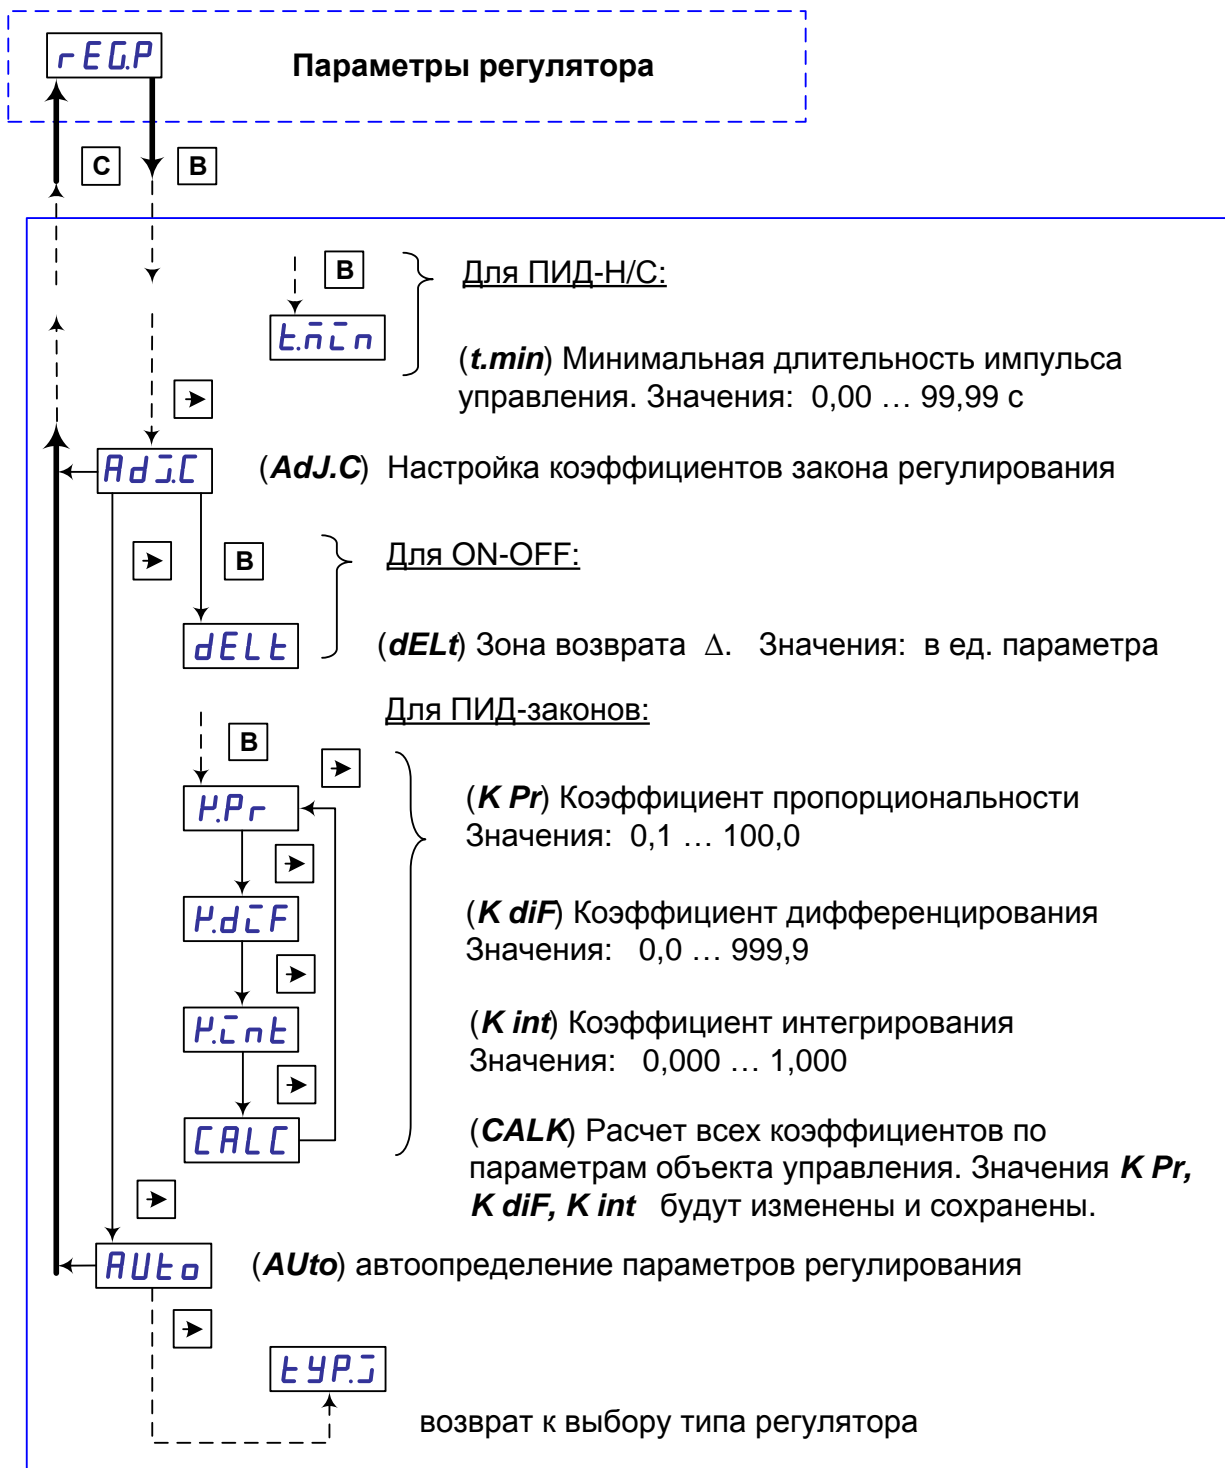 rEG.P
Параметры регулятора
C
B
B
Для ПИД-Н/С:
t.min
(t.min) Минимальная длительность импульса
управления. Значения: 0,00 … 99,99 с
AdJ.C
(AdJ.C) Настройка коэффициентов закона регулирования
B
Для ON-OFF:
dELt
(dELt) Зона возврата Δ. Значения: в ед. параметра
Для ПИД-законов:
B
K.Pr
(K Pr) Коэффициент пропорциональности
Значения: 0,1 … 100,0
K.diF
(K diF) Коэффициент дифференцирования
Значения: 0,0 … 999,9
K.int
(K int) Коэффициент интегрирования
Значения: 0,000 … 1,000
CALC
(CALK) Расчет всех коэффициентов по
параметрам объекта управления. Значения K Pr,
K diF, K int будут изменены и сохранены.
AUto
(AUto) автоопределение параметров регулирования
tYP.J
возврат к выбору типа регулятора